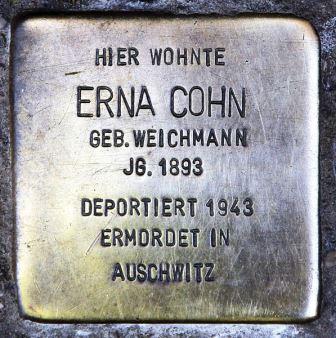 HIER WOHNTE
ERNA COHN
GEB. WEICHMANN
JG. 1893
DEPORTIERT 1943
ERMORDET IN
AUSCHWITZ